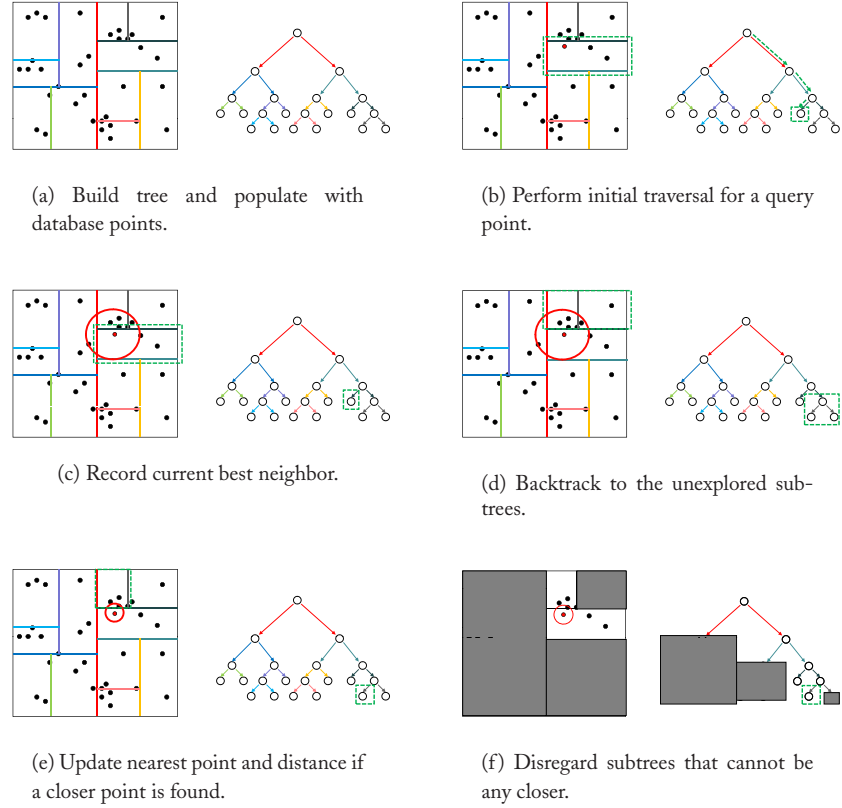 (a) Build tree and populate with
database points.
(b) Perform initial traversal for a query
point.
(c) Record current best neighbor.
(d) Backtrack to the unexplored sub-
trees.
(e) Update nearest point and distance if
a closer point is found.
(f) Disregard subtrees that cannot be
any closer.